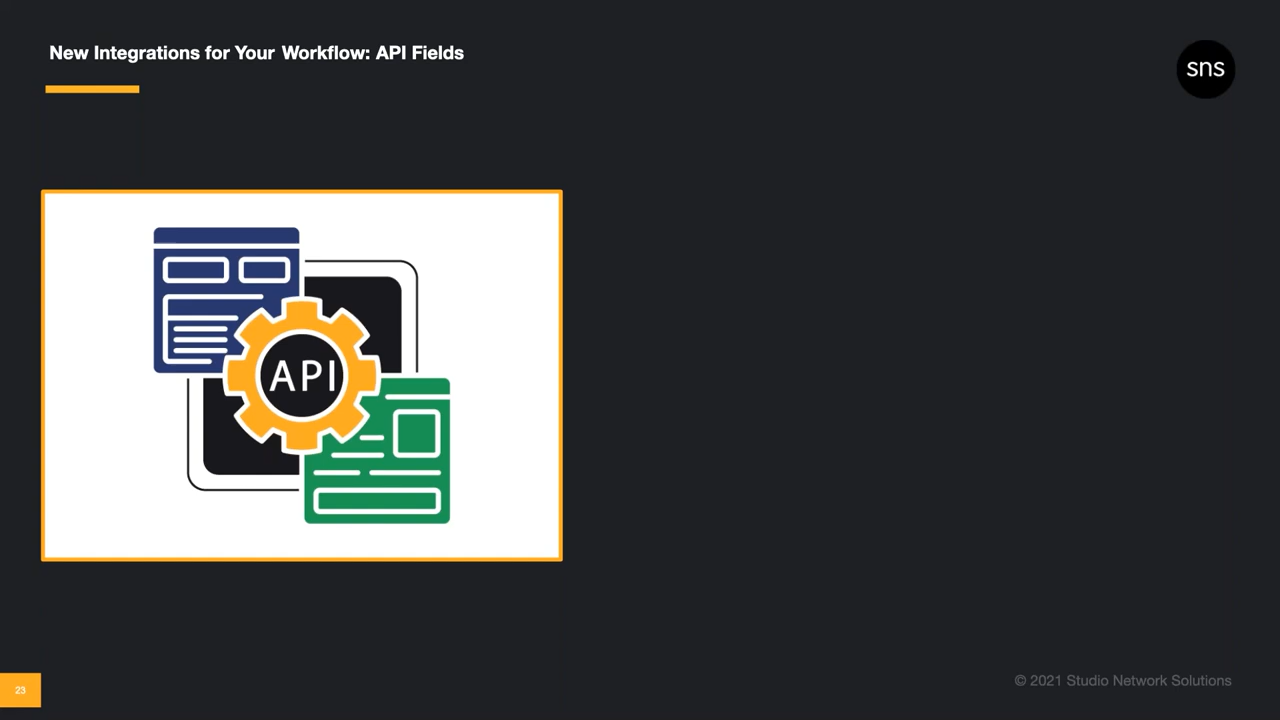 New Integrations for Your Workflow: API Fields
sns
API
23
© 2021 Studio Network Solutions